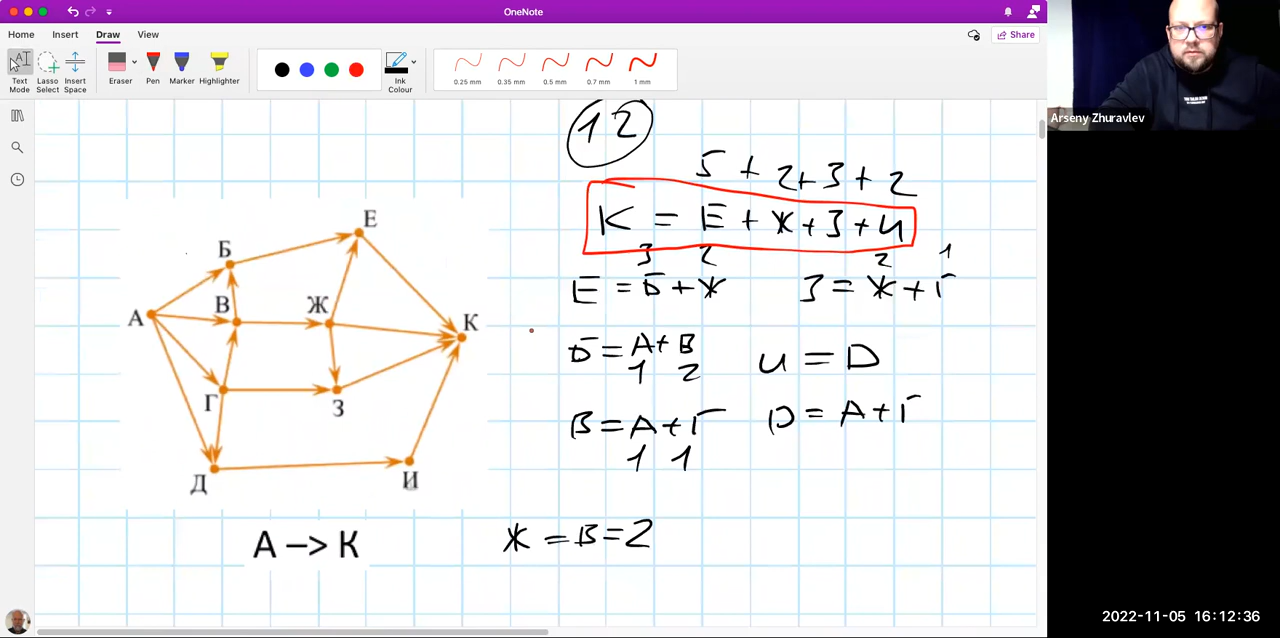 OneNote
Home Insert Draw View
Share
Text Mode
Lasso Select
Insert Space
Eraser
Pen
Marker
Highlighter
Ink Colour
0.25 mm
0.35 mm
0.5 mm
0.7 mm
1 mm
Arseny Zhuravlev
12
5 + 2+3+2
К = Е + Ж + З + И
3 2
Е = Б + Ж
2 1
З = Ж + Г
Б = А + В
1 2
И = D
В = А + Г
1 1
D = А + Г
Ж = В = 2
А
Б
В
Г
Д
Е
Ж
З
И
К
А –> К
2022-11-05 16:12:36